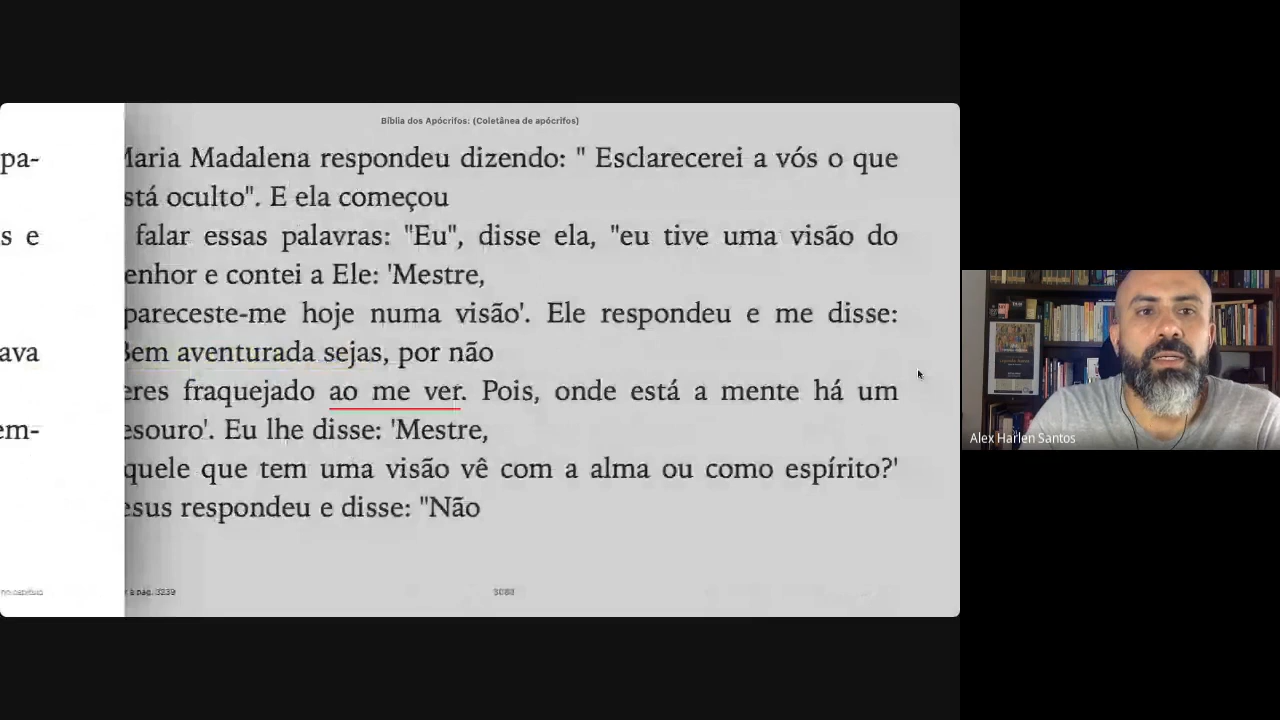 Bíblia dos Apócrifos: (Coletânea de apócrifos)
pa-
Maria Madalena respondeu dizendo: " Esclarecerei a vós o que
stá oculto". E ela começou
s e
falar essas palavras: "Eu", disse ela, "eu tive uma visão do
enhor e contei a Ele: 'Mestre,
pareceste-me hoje numa visão'. Ele respondeu e me disse:
ava
Bem aventurada sejas, por não
eres fraquejado ao me ver. Pois, onde está a mente há um
em-
esouro'. Eu lhe disse: 'Mestre,
quele que tem uma visão vê com a alma ou como espírito?'
esus respondeu e disse: "Não
pág. 3239
Alex Harlen Santos